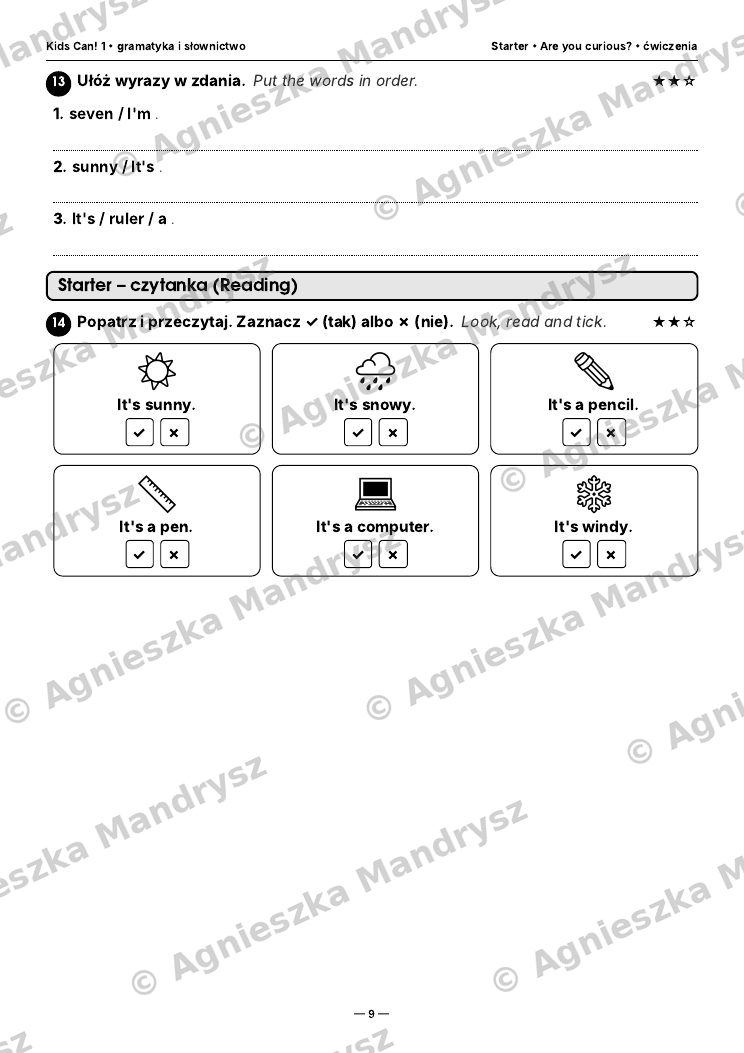 Kids Can! 1 • gramatyka i słownictwo
Starter • Are you curious? • ćwiczenia
13 Ułóż wyrazy w zdania. Put the words in order. ★★☆
1. seven / I'm .
2. sunny / It's .
3. It's / ruler / a .
Starter – czytanka (Reading)
14 Popatrz i przeczytaj. Zaznacz ✓ (tak) albo ✗ (nie). Look, read and tick. ★★☆
It's sunny.
✓ ✗
It's snowy.
✓ ✗
It's a pencil.
✓ ✗
It's a pen.
✓ ✗
It's a computer.
✓ ✗
It's windy.
✓ ✗
© Agnieszka Mandrysz
— 9 —